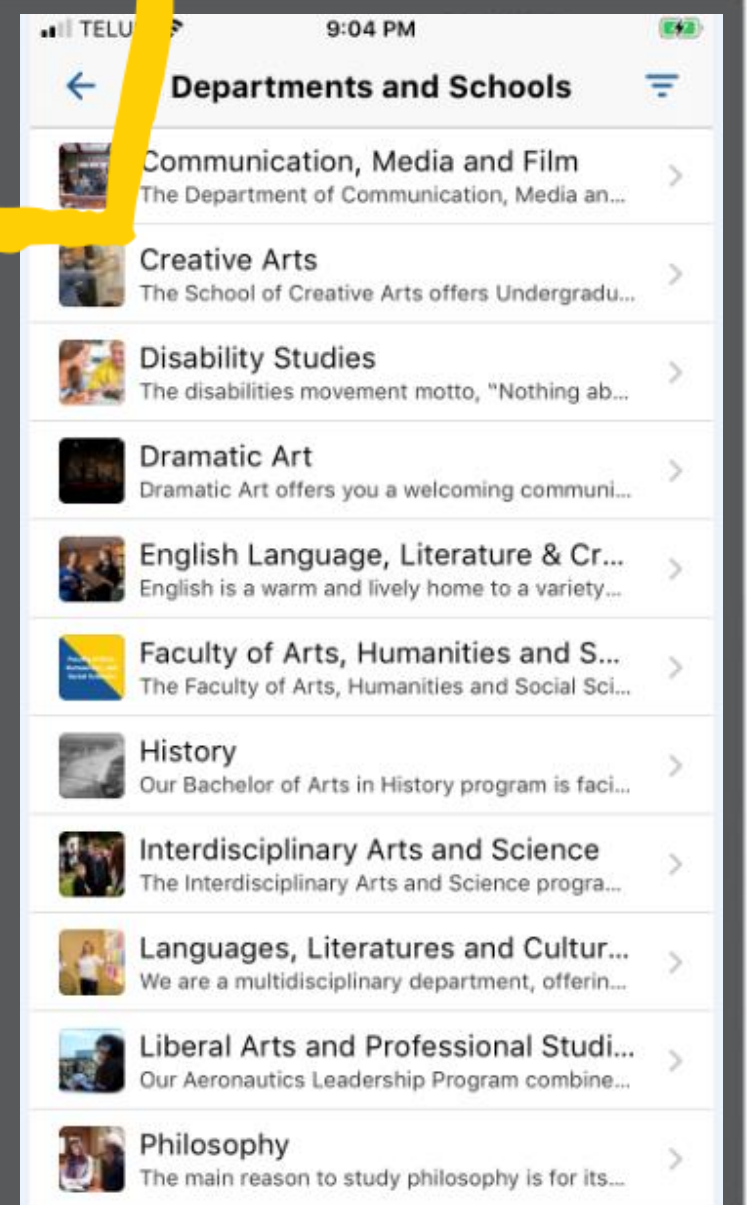 TELU
9:04 PM
Departments and Schools
Communication, Media and Film
The Department of Communication, Media an...
Creative Arts
The School of Creative Arts offers Undergradu...
Disability Studies
The disabilities movement motto, "Nothing ab...
Dramatic Art
Dramatic Art offers you a welcoming communi...
English Language, Literature & Cr...
English is a warm and lively home to a variety...
Faculty of Arts, Humanities and S...
The Faculty of Arts, Humanities and Social Sci...
History
Our Bachelor of Arts in History program is faci...
Interdisciplinary Arts and Science
The Interdisciplinary Arts and Science progra...
Languages, Literatures and Cultur...
We are a multidisciplinary department, offerin...
Liberal Arts and Professional Studi...
Our Aeronautics Leadership Program combine...
Philosophy
The main reason to study philosophy is for its...